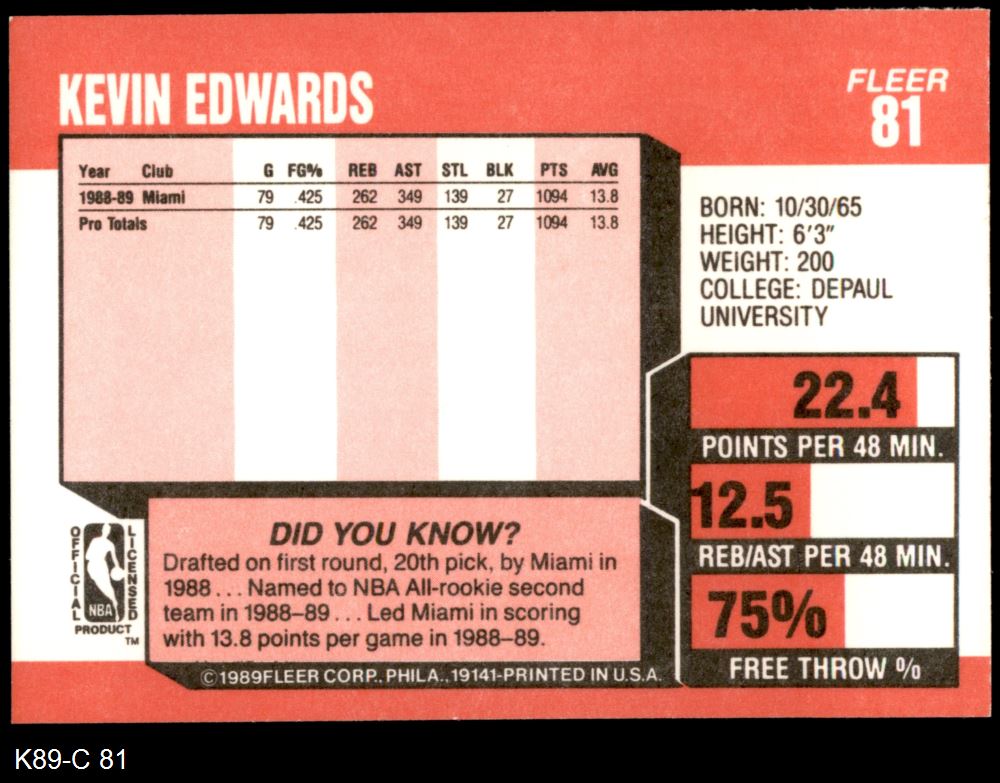 KEVIN EDWARDS
FLEER
81
Year Club G FG% REB AST STL BLK PTS AVG
1988-89 Miami 79 .425 262 349 139 27 1094 13.8
Pro Totals 79 .425 262 349 139 27 1094 13.8
BORN: 10/30/65
HEIGHT: 6'3"
WEIGHT: 200
COLLEGE: DEPAUL
UNIVERSITY
22.4
POINTS PER 48 MIN.
12.5
REB/AST PER 48 MIN.
75%
FREE THROW %
OFFICIAL LICENSED
NBA
PRODUCT TM
DID YOU KNOW?
Drafted on first round, 20th pick, by Miami in
1988 . . . Named to NBA All-rookie second
team in 1988–89 . . . Led Miami in scoring
with 13.8 points per game in 1988–89.
©1989FLEER CORP., PHILA., 19141-PRINTED IN U.S.A.
K89-C 81